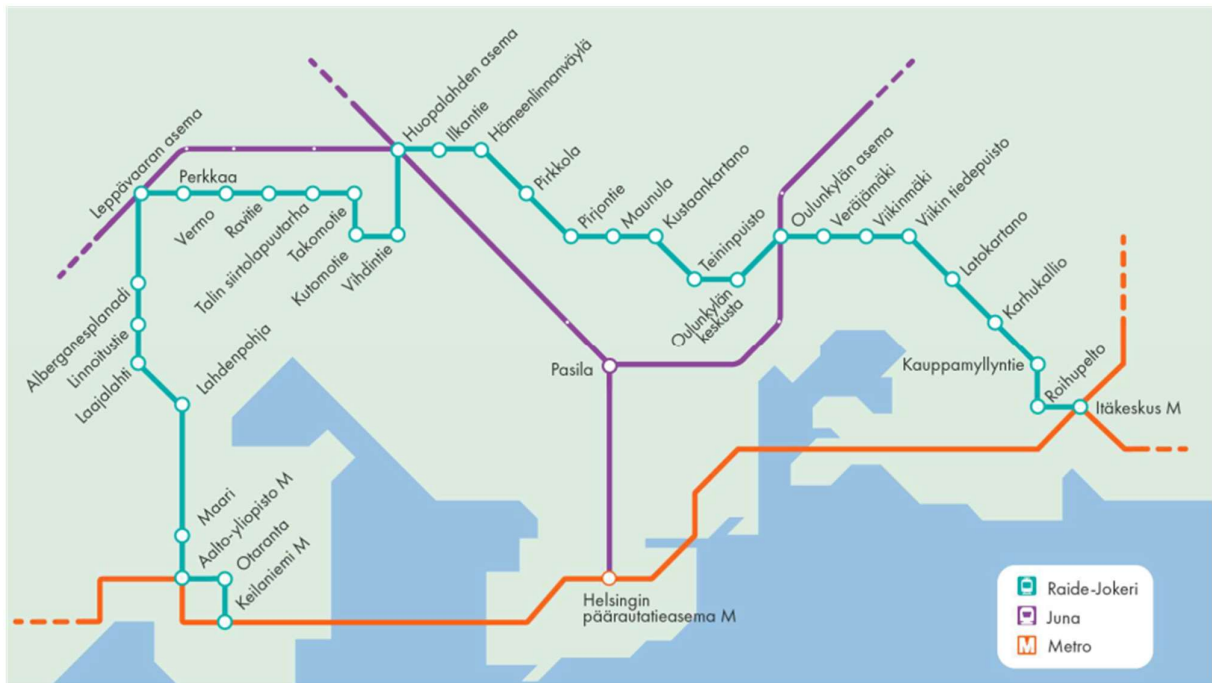 Leppävaaran asema
Perkkaa
Vermo
Ravitie
Talin siirtolapuutarha
Takomotie
Kutomotie
Vihdintie
Huopalahden asema
Ilkantie
Hämeenlinnanväylä
Pirkkola
Pirjontie
Maunula
Kustaankartano
Teininpuisto
Oulunkylän
keskusta
Oulunkylän asema
Veräjämäki
Viikinmäki
Viikin tiedepuisto
Latokartano
Karhukallio
Kauppamyllyntie
Roihupelto
Itäkeskus M
Alberganesplanadi
Linnoitustie
Laajalahti
Lahdenpohja
Maari
Aalto-yliopisto M
Otaranta
Keilaniemi M
Pasila
Helsingin
päärautatieasema M
Raide-Jokeri
Juna
M Metro